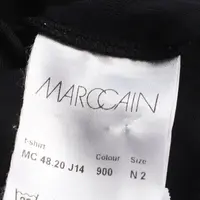 MARCCAIN
t-shirt Colour Size
MC 48.20 J14 900 N 2